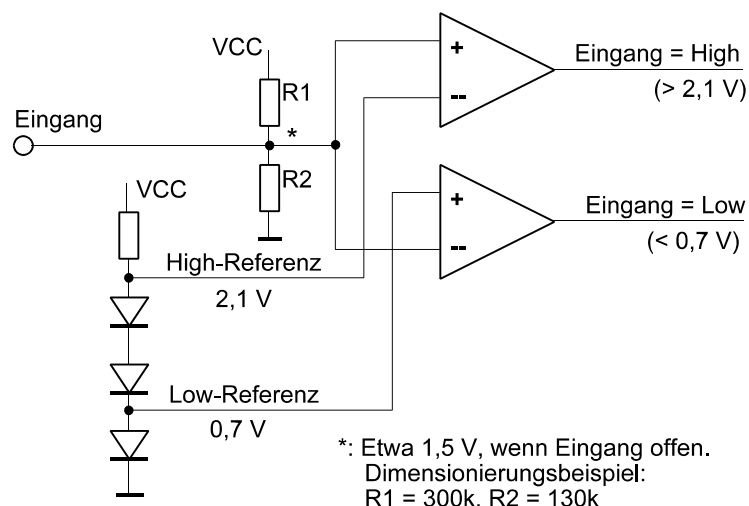 VCC
R1
Eingang
*
R2
VCC
High-Referenz
2,1 V
Low-Referenz
0,7 V
+
--
Eingang = High
(> 2,1 V)
+
--
Eingang = Low
(< 0,7 V)
*: Etwa 1,5 V, wenn Eingang offen.
Dimensionierungsbeispiel:
R1 = 300k, R2 = 130k